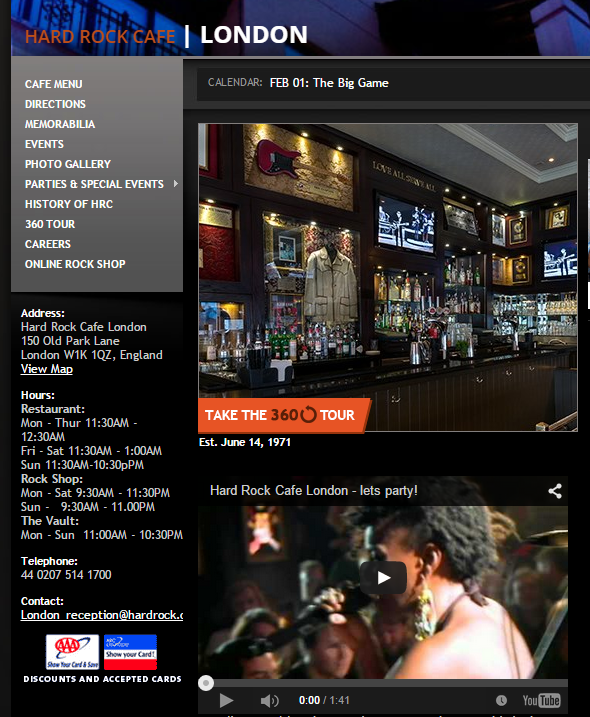 HARD ROCK CAFE | LONDON
CALENDAR: FEB 01: The Big Game
CAFE MENU
DIRECTIONS
MEMORABILIA
EVENTS
PHOTO GALLERY
PARTIES & SPECIAL EVENTS
HISTORY OF HRC
360 TOUR
CAREERS
ONLINE ROCK SHOP
Address:
Hard Rock Cafe London
150 Old Park Lane
London W1K 1QZ, England
View Map
Hours:
Restaurant:
Mon - Thur 11:30AM -
12:30AM
Fri - Sat 11:30AM - 1:00AM
Sun 11:30AM-10:30pPM
Rock Shop:
Mon - Sat 9:30AM - 11:30PM
Sun - 9:30AM - 11.00PM
The Vault:
Mon - Sun 11:00AM - 10:30PM
Telephone:
44 0207 514 1700
Contact:
London_reception@hardrock.c
AAA
Show Your Card & Save
Show your Card!
DISCOUNTS AND ACCEPTED CARDS
LOVE ALL·SERVE ALL
TAKE THE 360 TOUR
Est. June 14, 1971
Hard Rock Cafe London - lets party!
0:00 / 1:41
YouTube